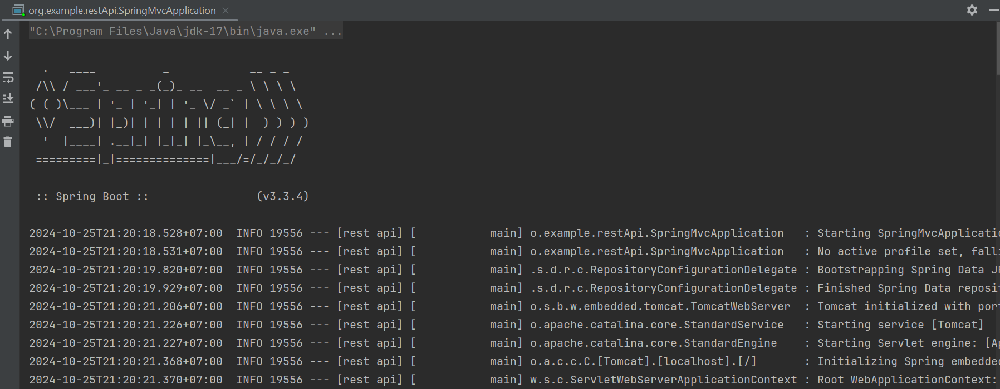 org.example.restApi.SpringMvcApplication
"C:\Program Files\Java\jdk-17\bin\java.exe" ...
  .   ____          _            __ _ _
 /\\ / ___'_ __ _ _(_)_ __  __ _ \ \ \ \
( ( )\___ | '_ | '_| | '_ \/ _` | \ \ \ \
 \\/  ___)| |_)| | | | | || (_| |  ) ) ) )
  '  |____| .__|_| |_|_| |_\__, | / / / /
 =========|_|==============|___/=/_/_/_/
 :: Spring Boot ::                (v3.3.4)
2024-10-25T21:20:18.528+07:00  INFO 19556 --- [rest api] [           main] o.example.restApi.SpringMvcApplication   : Starting SpringMvcApplicatio
2024-10-25T21:20:18.531+07:00  INFO 19556 --- [rest api] [           main] o.example.restApi.SpringMvcApplication   : No active profile set, falli
2024-10-25T21:20:19.820+07:00  INFO 19556 --- [rest api] [           main] .s.d.r.c.RepositoryConfigurationDelegate : Bootstrapping Spring Data JP
2024-10-25T21:20:19.929+07:00  INFO 19556 --- [rest api] [           main] .s.d.r.c.RepositoryConfigurationDelegate : Finished Spring Data reposit
2024-10-25T21:20:21.206+07:00  INFO 19556 --- [rest api] [           main] o.s.b.w.embedded.tomcat.TomcatWebServer  : Tomcat initialized with port
2024-10-25T21:20:21.226+07:00  INFO 19556 --- [rest api] [           main] o.apache.catalina.core.StandardService   : Starting service [Tomcat]
2024-10-25T21:20:21.227+07:00  INFO 19556 --- [rest api] [           main] o.apache.catalina.core.StandardEngine    : Starting Servlet engine: [Ap
2024-10-25T21:20:21.368+07:00  INFO 19556 --- [rest api] [           main] o.a.c.c.C.[Tomcat].[localhost].[/]       : Initializing Spring embedded
2024-10-25T21:20:21.370+07:00  INFO 19556 --- [rest api] [           main] w.s.c.ServletWebServerApplicationContext : Root WebApplicationContext: